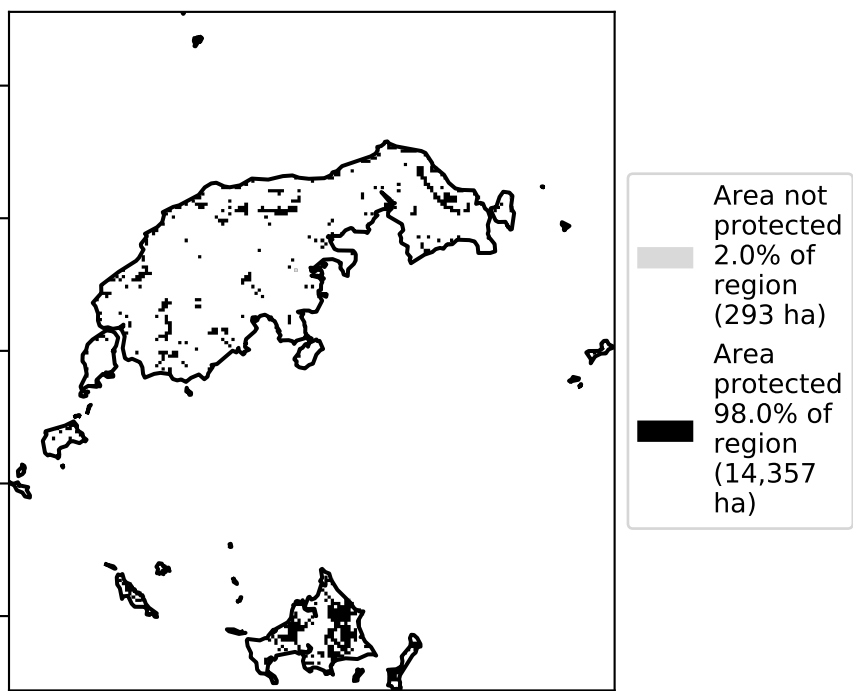 Area not
protected
2.0% of
region
(293 ha)
Area
protected
98.0% of
region
(14,357
ha)